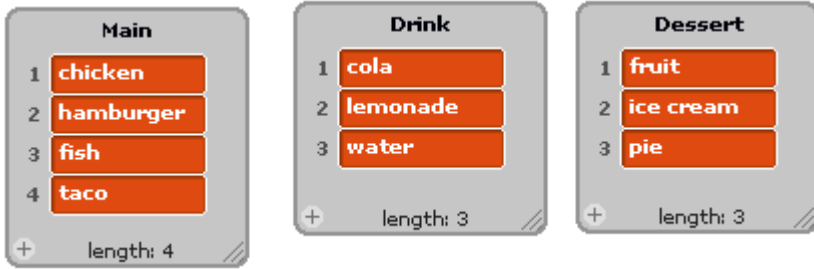 Main
1 chicken
2 hamburger
3 fish
4 taco
+ length: 4
Drink
1 cola
2 lemonade
3 water
+ length: 3
Dessert
1 fruit
2 ice cream
3 pie
+ length: 3